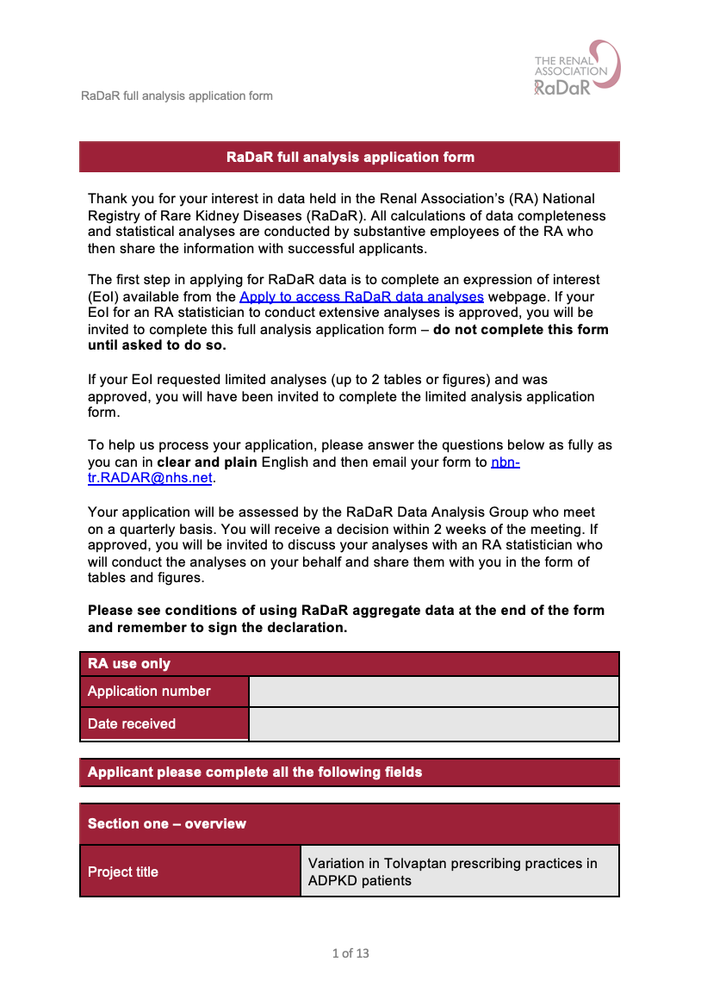 THE RENAL
ASSOCIATION
RaDaR
RaDaR full analysis application form
RaDaR full analysis application form
Thank you for your interest in data held in the Renal Association’s (RA) National
Registry of Rare Kidney Diseases (RaDaR). All calculations of data completeness
and statistical analyses are conducted by substantive employees of the RA who
then share the information with successful applicants.
The first step in applying for RaDaR data is to complete an expression of interest
(EoI) available from the Apply to access RaDaR data analyses webpage. If your
EoI for an RA statistician to conduct extensive analyses is approved, you will be
invited to complete this full analysis application form – do not complete this form
until asked to do so.
If your EoI requested limited analyses (up to 2 tables or figures) and was
approved, you will have been invited to complete the limited analysis application
form.
To help us process your application, please answer the questions below as fully as
you can in clear and plain English and then email your form to nbn-
tr.RADAR@nhs.net.
Your application will be assessed by the RaDaR Data Analysis Group who meet
on a quarterly basis. You will receive a decision within 2 weeks of the meeting. If
approved, you will be invited to discuss your analyses with an RA statistician who
will conduct the analyses on your behalf and share them with you in the form of
tables and figures.
Please see conditions of using RaDaR aggregate data at the end of the form
and remember to sign the declaration.
RA use only
Application number
Date received
Applicant please complete all the following fields
Section one – overview
Project title
Variation in Tolvaptan prescribing practices in
ADPKD patients
1 of 13